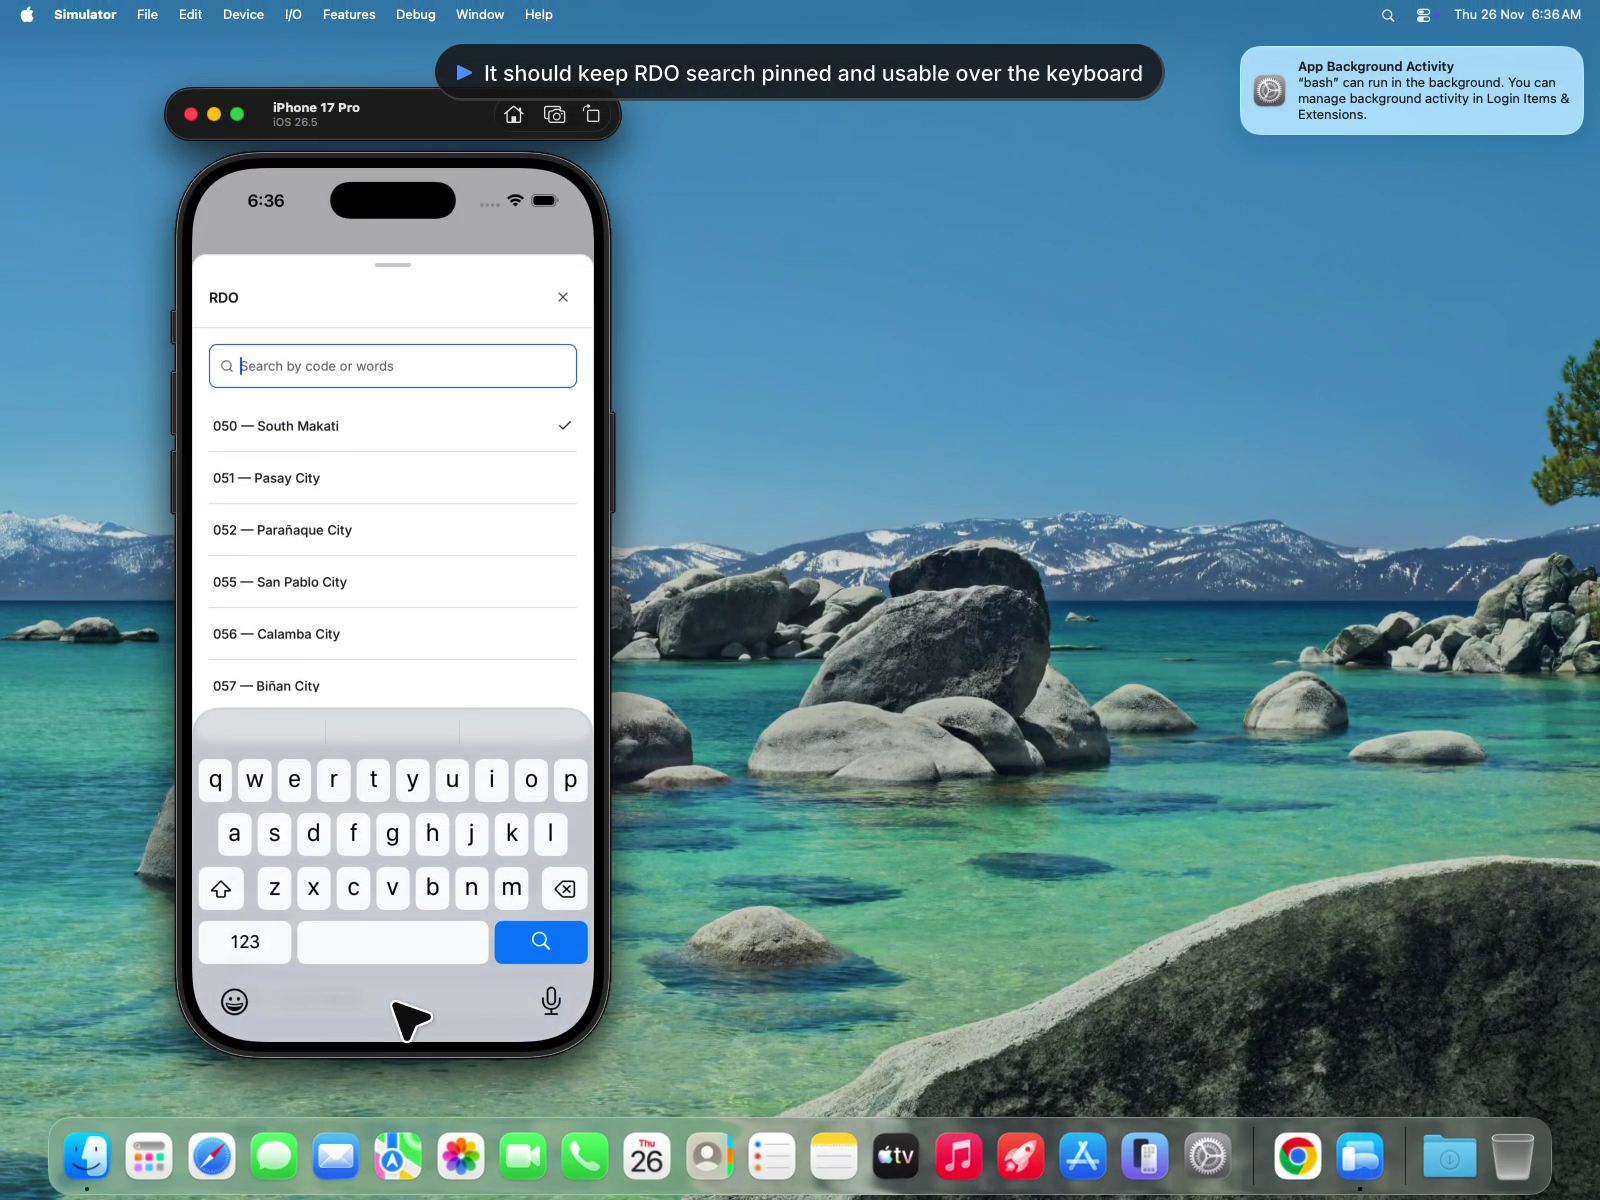 Simulator File Edit Device I/O Features Debug Window Help
Thu 26 Nov 6:36 AM
It should keep RDO search pinned and usable over the keyboard
App Background Activity
“bash” can run in the background. You can
manage background activity in Login Items &
Extensions.
iPhone 17 Pro
iOS 26.5
6:36
RDO
Search by code or words
050 — South Makati
051 — Pasay City
052 — Parañaque City
055 — San Pablo City
056 — Calamba City
057 — Biñan City
q w e r t y u i o p
a s d f g h j k l
z x c v b n m
123
Thu
26
tv